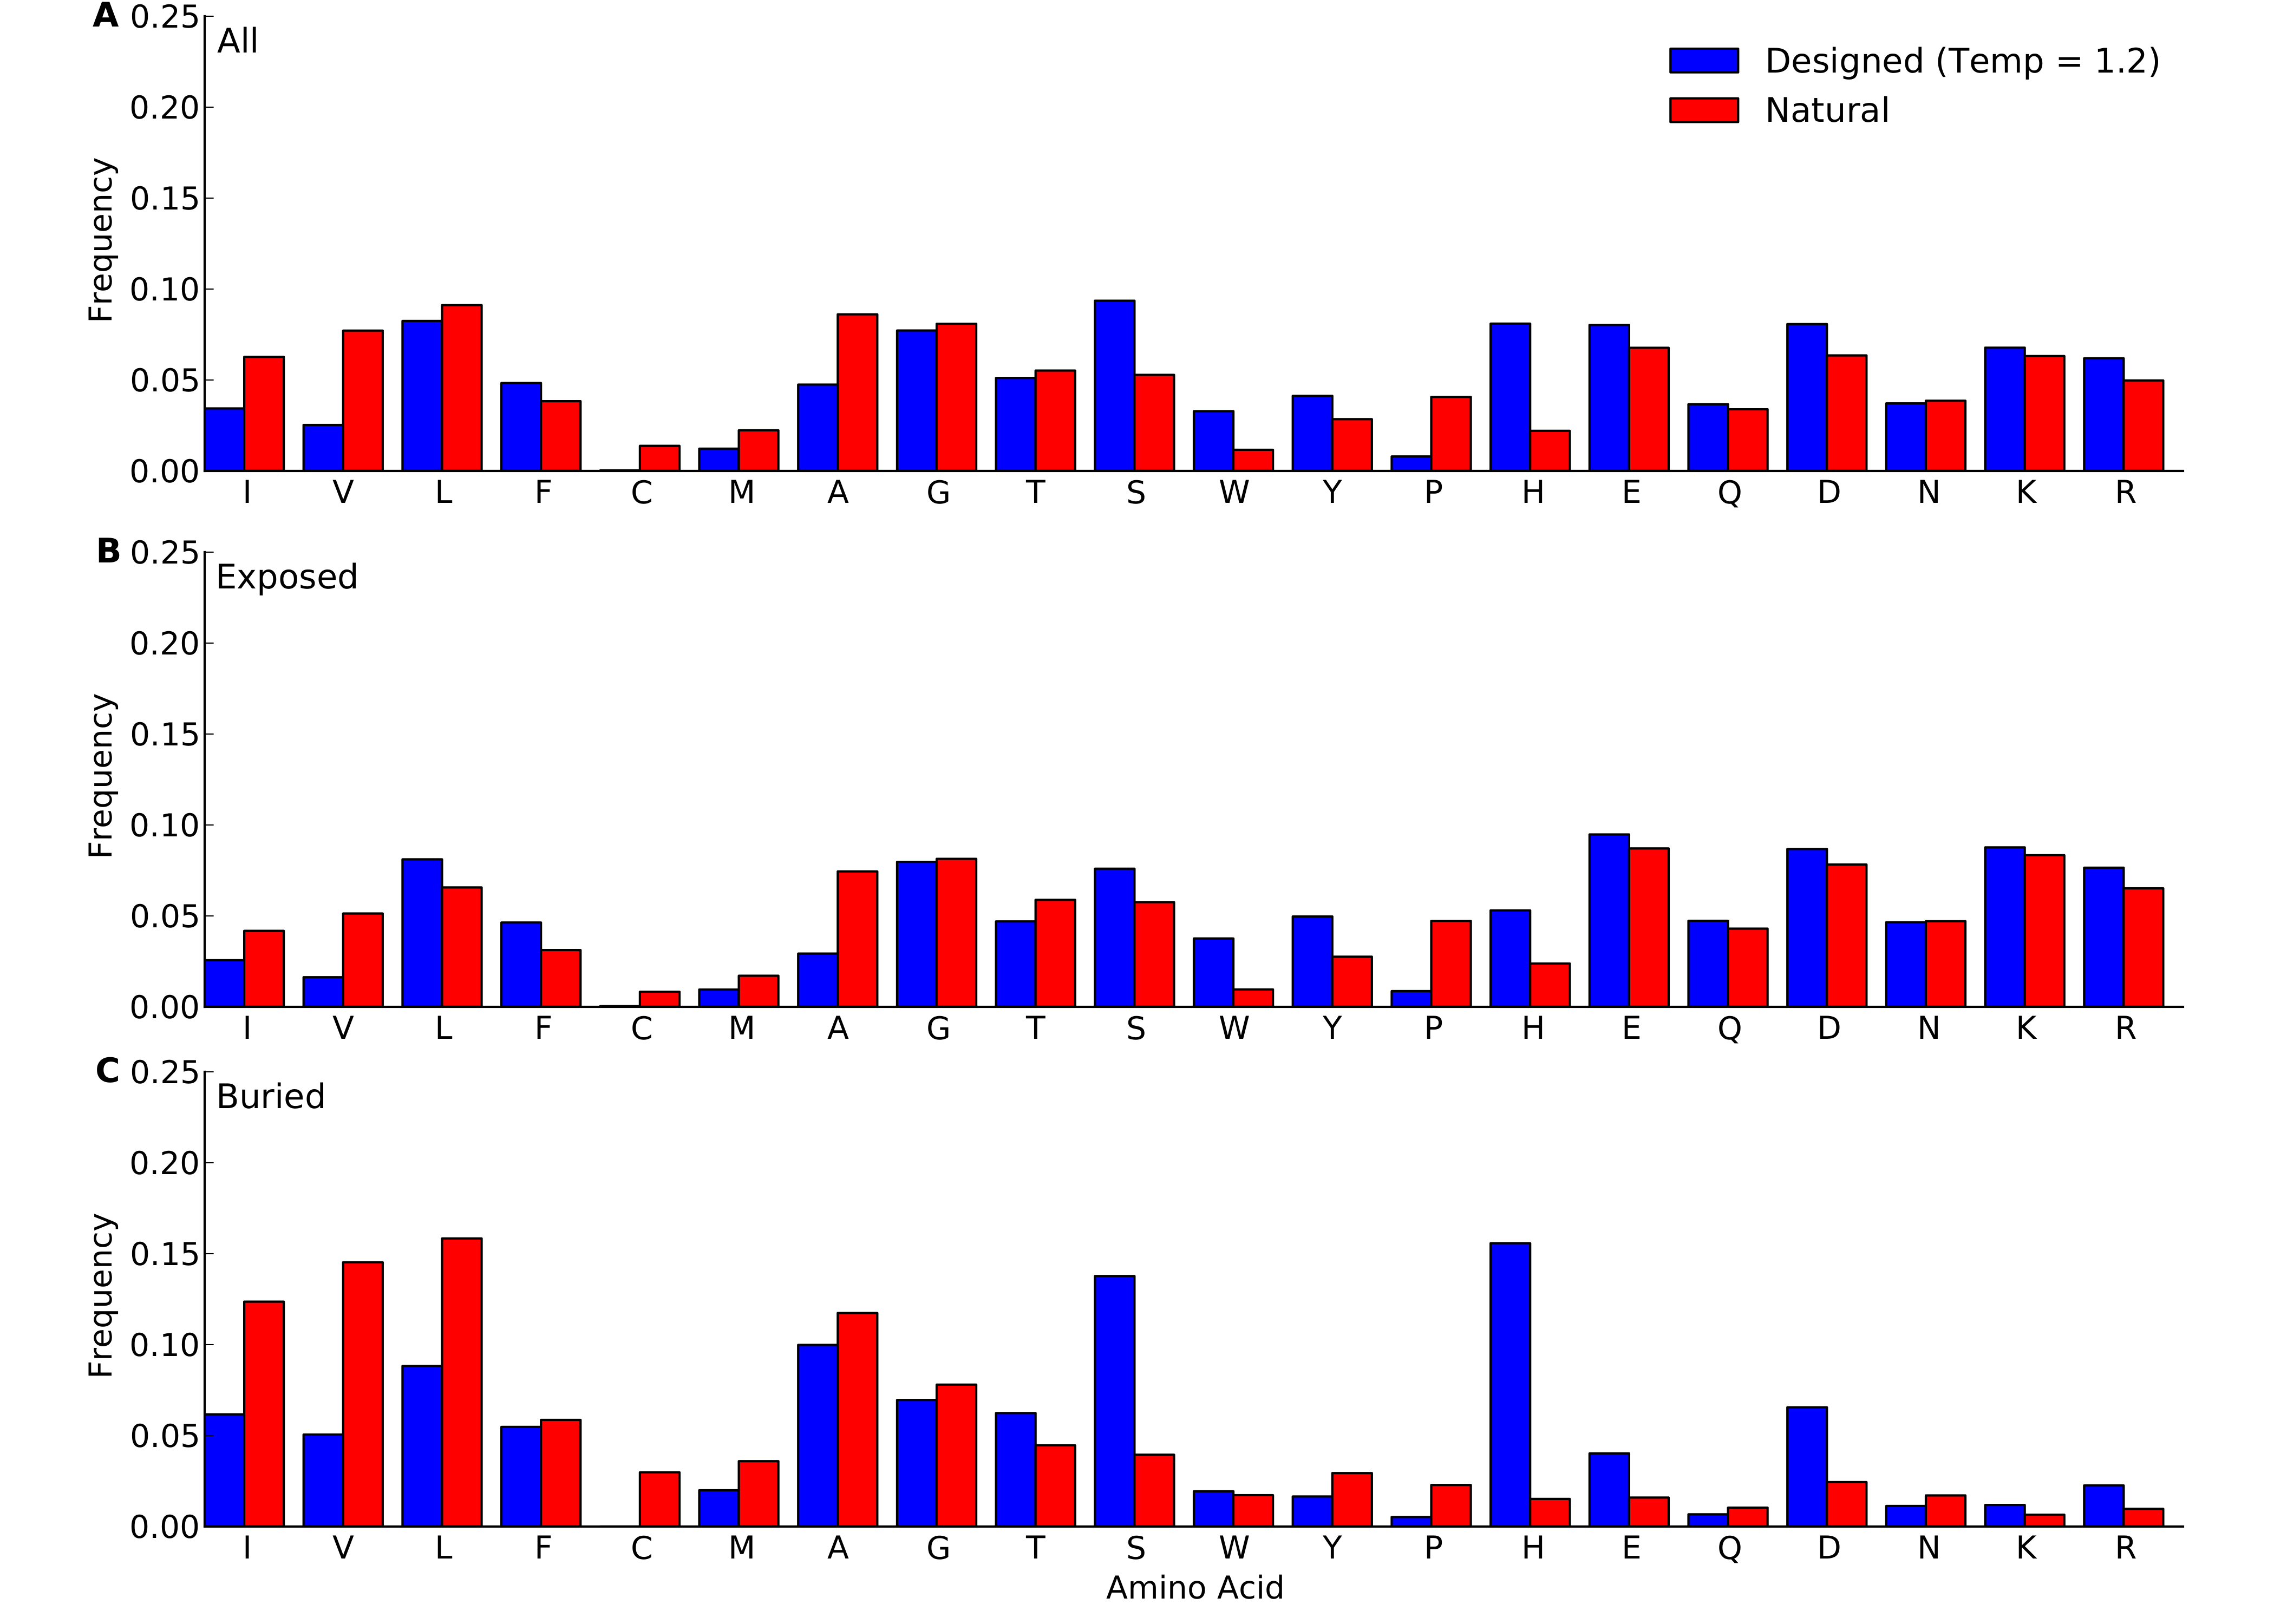 A
All
Designed (Temp = 1.2)
Natural
Frequency
0.25
0.20
0.15
0.10
0.05
0.00
I V L F C M A G T S W Y P H E Q D N K R
B
Exposed
Frequency
0.25
0.20
0.15
0.10
0.05
0.00
I V L F C M A G T S W Y P H E Q D N K R
C
Buried
Frequency
0.25
0.20
0.15
0.10
0.05
0.00
I V L F C M A G T S W Y P H E Q D N K R
Amino Acid